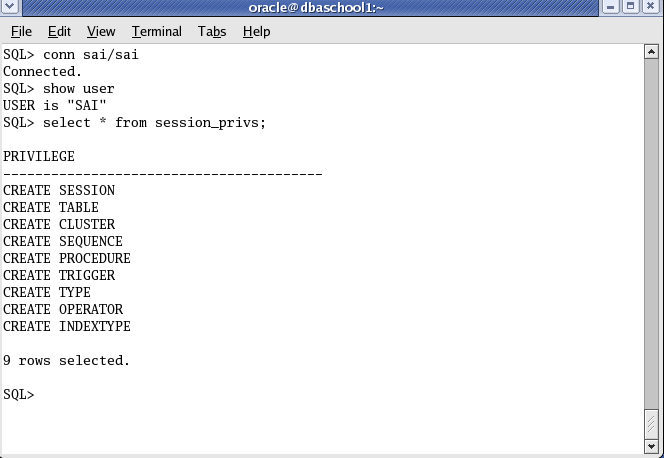 oracle@dbaschool1:~
File Edit View Terminal Tabs Help
SQL> conn sai/sai
Connected.
SQL> show user
USER is "SAI"
SQL> select * from session_privs;
PRIVILEGE
----------------------------------------
CREATE SESSION
CREATE TABLE
CREATE CLUSTER
CREATE SEQUENCE
CREATE PROCEDURE
CREATE TRIGGER
CREATE TYPE
CREATE OPERATOR
CREATE INDEXTYPE
9 rows selected.
SQL>